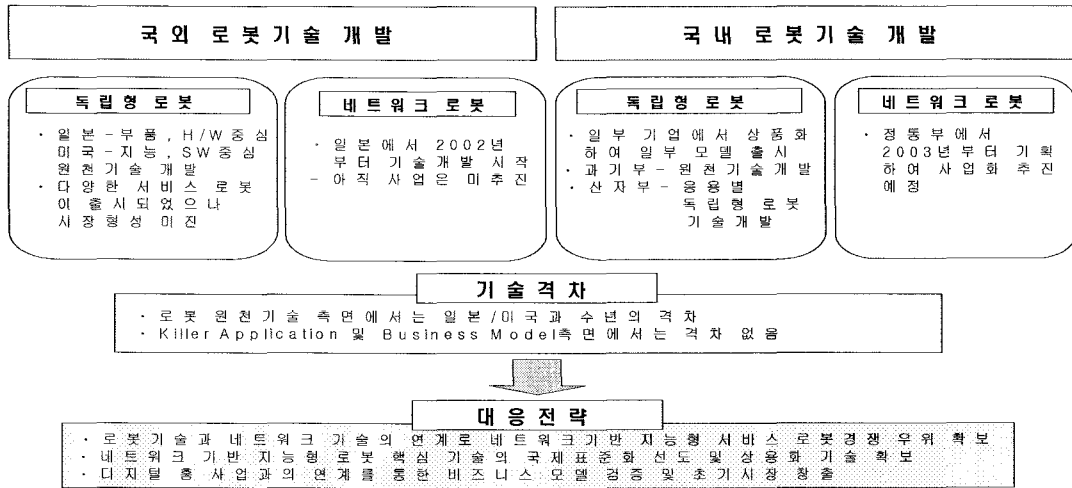 국외 로봇기술 개발
독립형 로봇
· 일본-부품, H/W중심
미국-지능, SW중심
원천기술 개발
· 다양한 서비스 로봇
이 출시되었으나
시장형성 미진
네트워크 로봇
· 일본에서 2002년
부터 기술개발 시작
- 아직 사업은 미추진
국내 로봇기술 개발
독립형 로봇
· 일부 기업에서 상품화
하여 일부 모델 출시
· 과기부-원천기술개발
· 산자부-응용별
독립형 로봇
기술개발
네트워크 로봇
· 정통부에서
2003년부터 기획
하여 사업화 추진
예정
기술격차
· 로봇 원천기술 측면에서는 일본/미국과 수년의 격차
· Killer Application 및 Business Model측면에서는 격차 없음
대응전략
· 로봇기술과 네트워크 기술의 연계로 네트워크기반 지능형 서비스 로봇경쟁 우위 확보
· 네트워크 기반 지능형 로봇 핵심 기술의 국제표준화 선도 및 상용화 기술 확보
· 디지털 홈 사업과의 연계를 통한 비즈니스 모델 검증 및 초기시장 창출